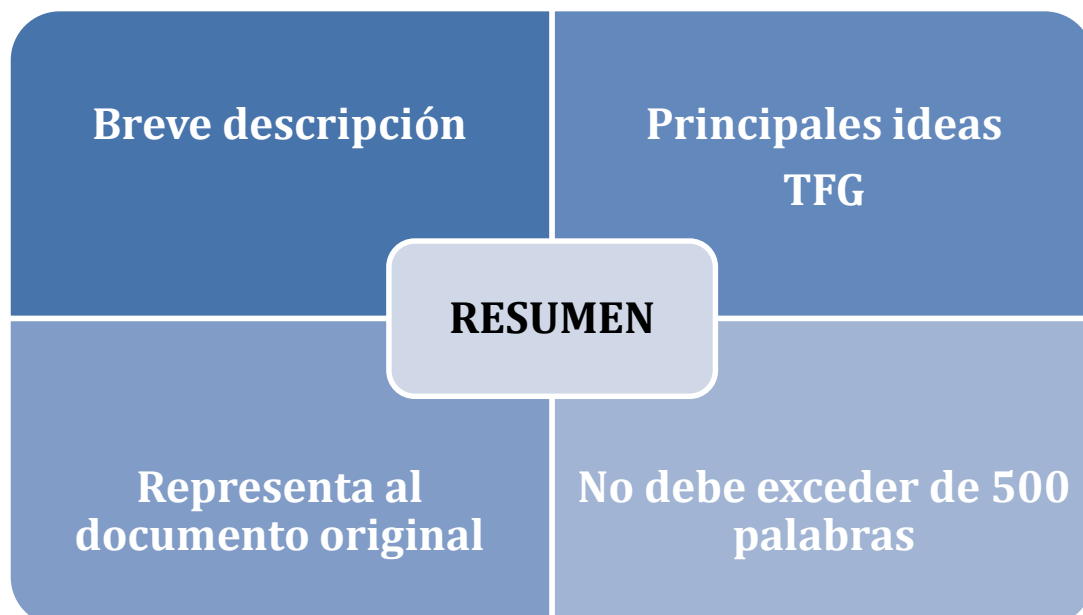 Breve descripción
Principales ideas
TFG
RESUMEN
Representa al
documento original
No debe exceder de 500
palabras